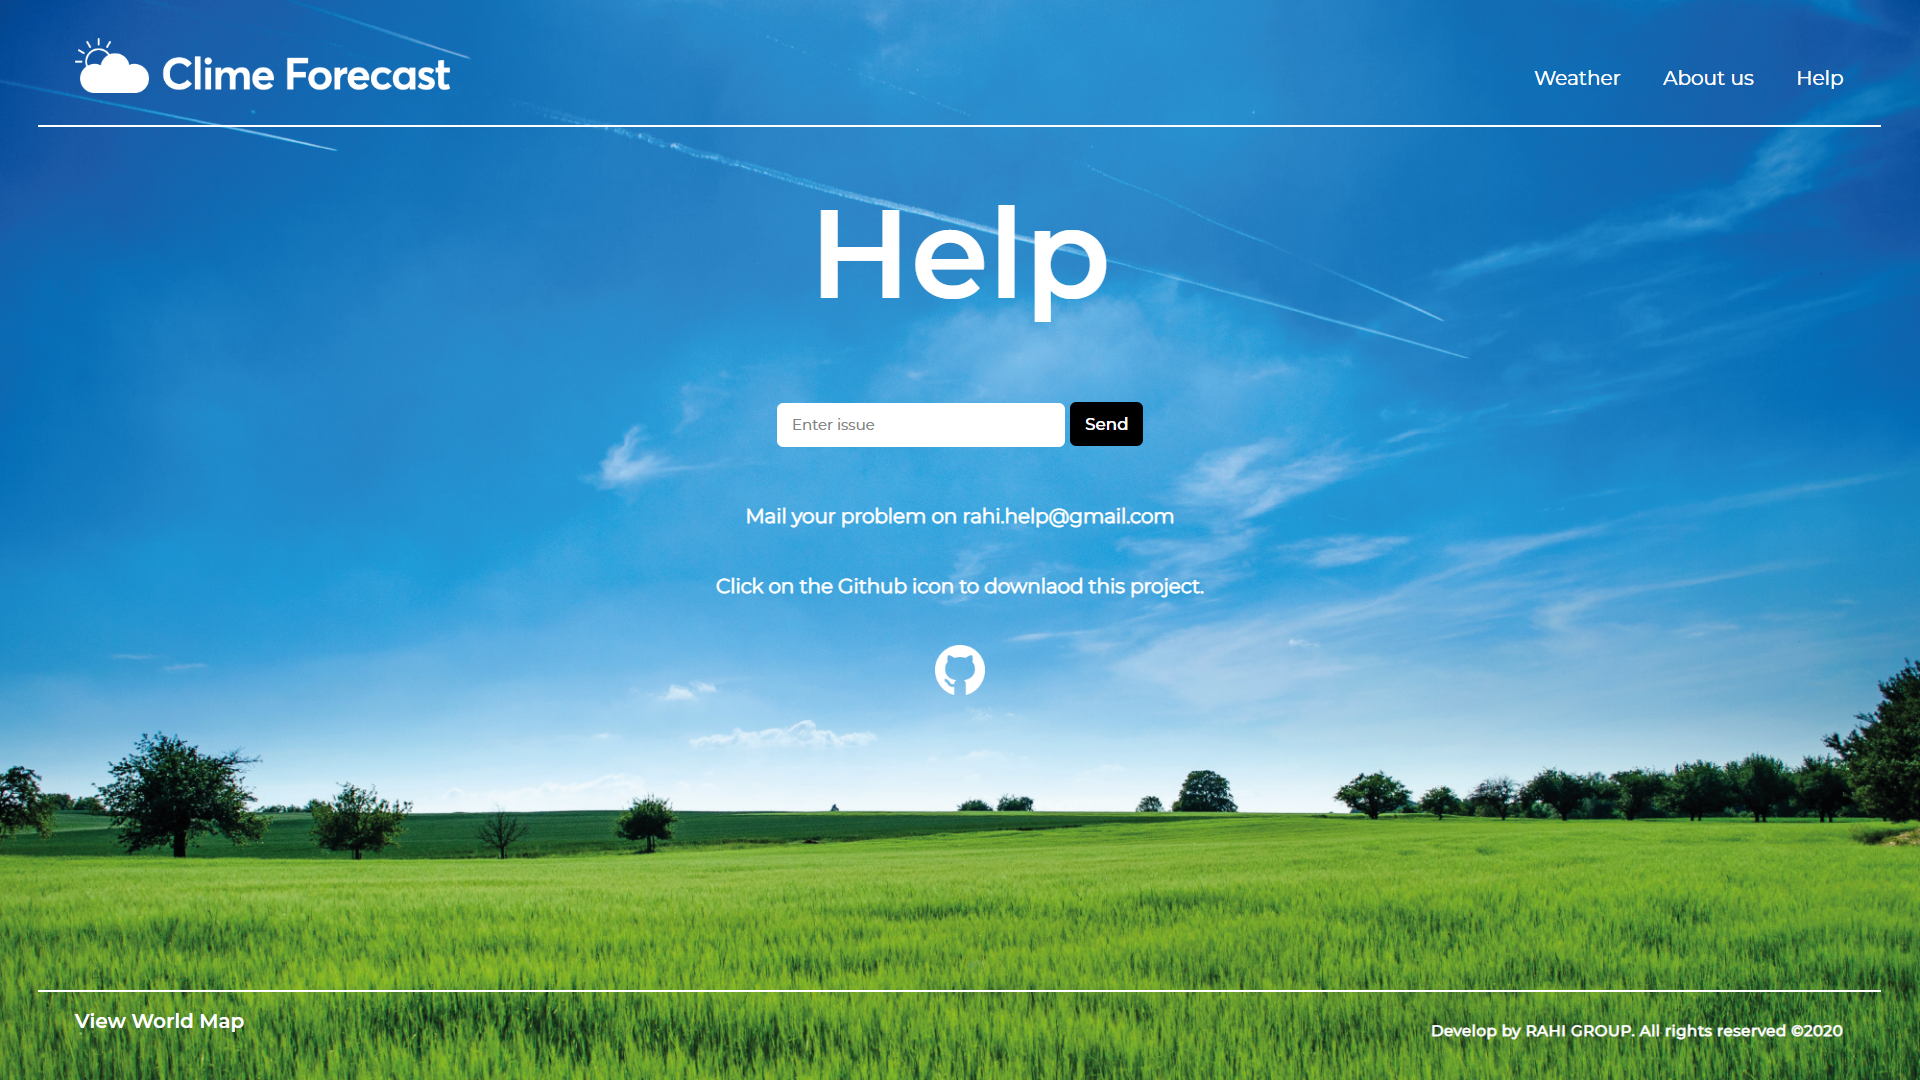 Clime Forecast
Weather About us Help
Help
Enter issue Send
Mail your problem on rahi.help@gmail.com
Click on the Github icon to downlaod this project.
View World Map
Develop by RAHI GROUP. All rights reserved ©2020